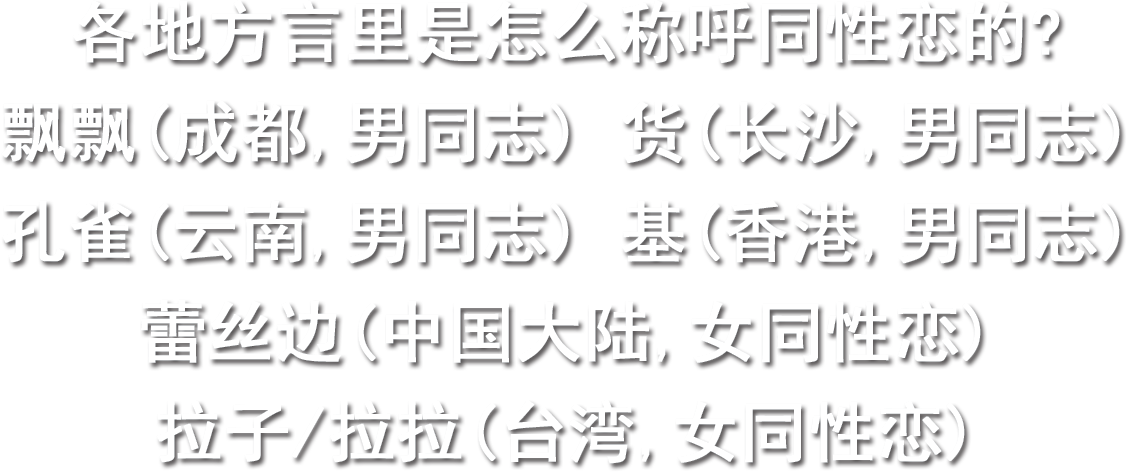 各地方言里是怎么称呼同性恋的?
飘飘(成都,男同志) 货(长沙,男同志)
孔雀(云南,男同志) 基(香港,男同志)
蕾丝边(中国大陆,女同性恋)
拉子/拉拉(台湾,女同性恋)